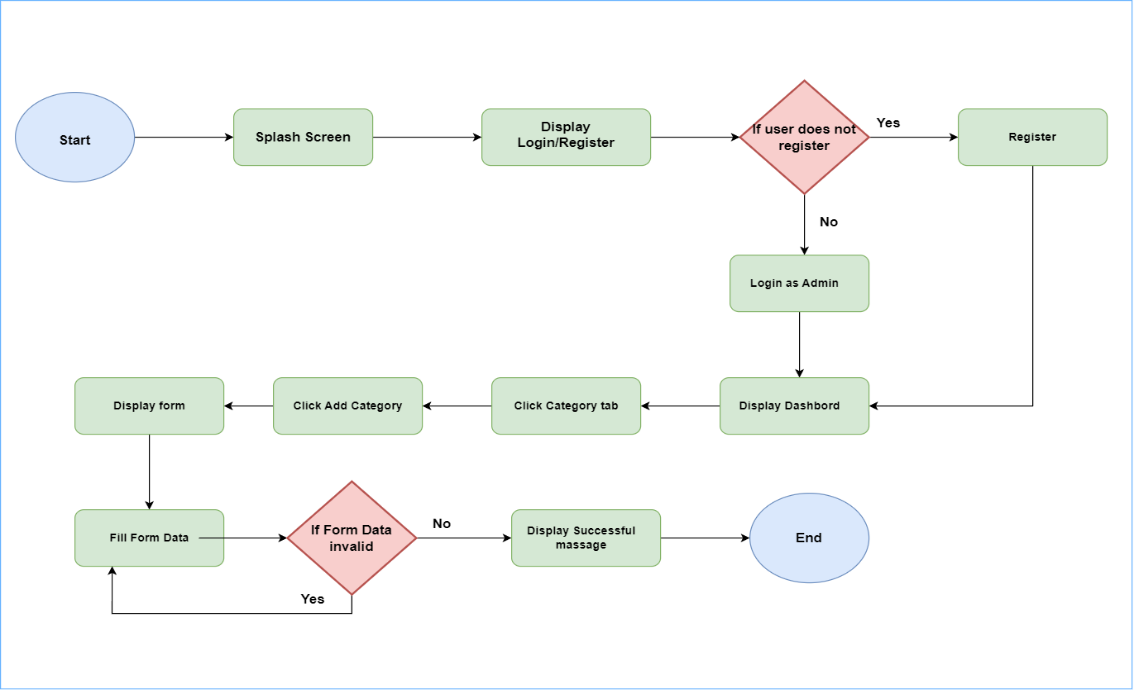 Start
Splash Screen
Display
Login/Register
If user does not
register
Yes
Register
No
Login as Admin
Display form
Click Add Category
Click Category tab
Display Dashbord
Fill Form Data
If Form Data
invalid
No
Display Successful
massage
End
Yes